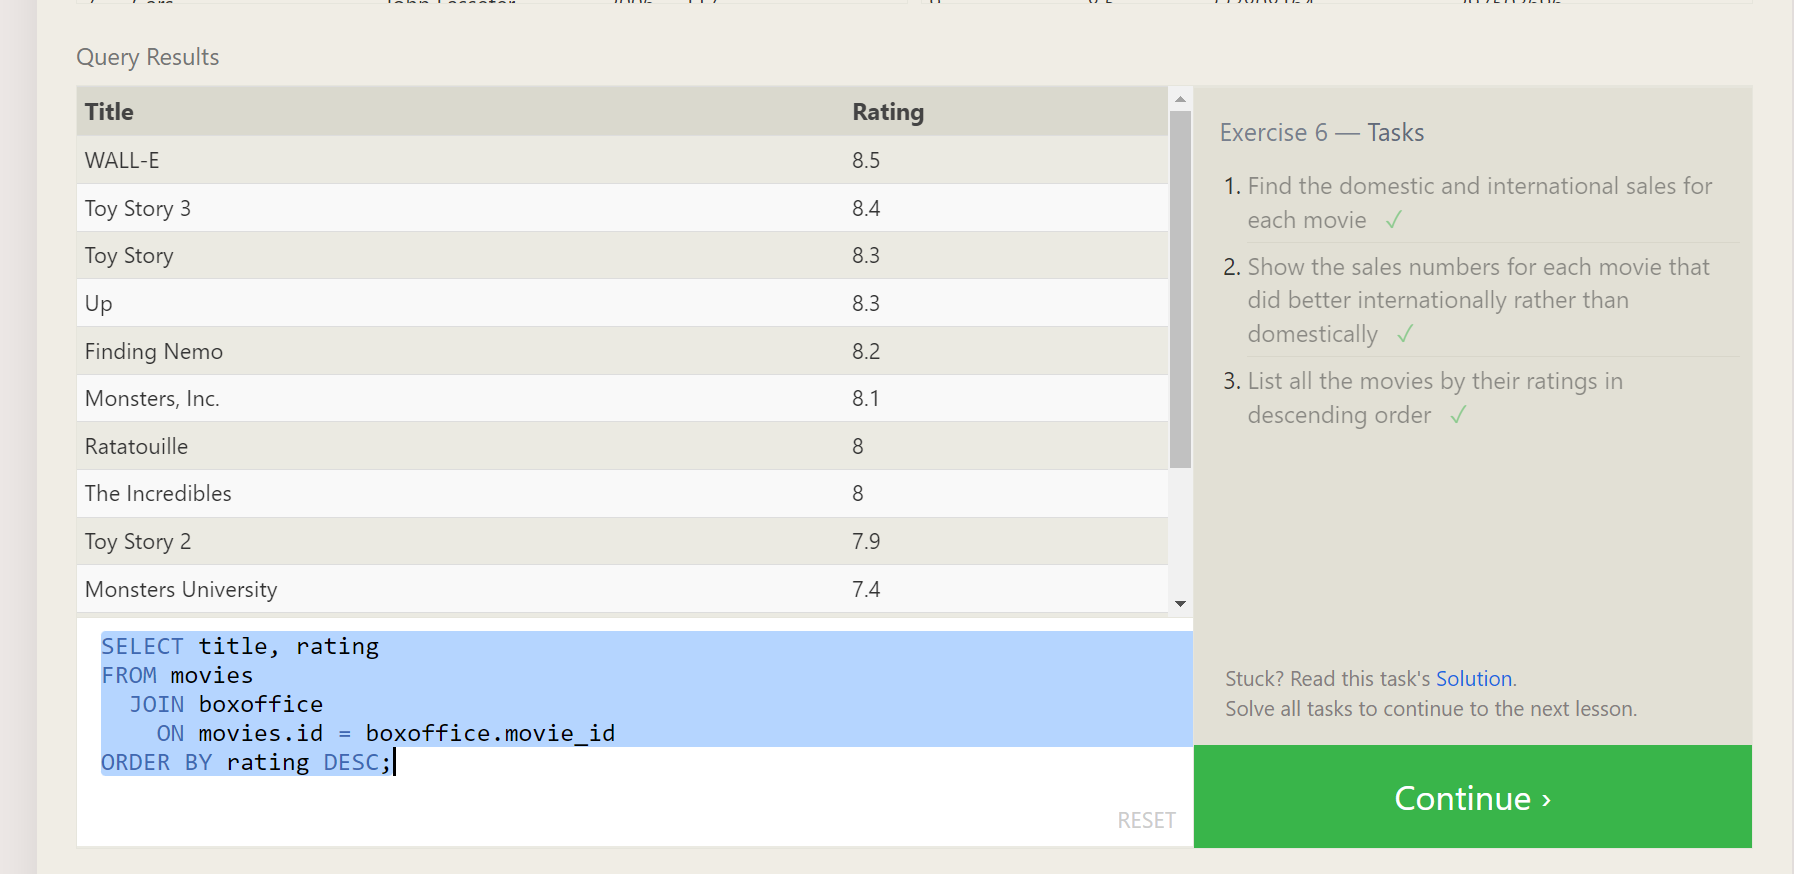 Query Results
Title Rating
WALL-E 8.5
Toy Story 3 8.4
Toy Story 8.3
Up 8.3
Finding Nemo 8.2
Monsters, Inc. 8.1
Ratatouille 8
The Incredibles 8
Toy Story 2 7.9
Monsters University 7.4
SELECT title, rating
FROM movies
JOIN boxoffice
ON movies.id = boxoffice.movie_id
ORDER BY rating DESC;
RESET
Exercise 6 — Tasks
1. Find the domestic and international sales for
each movie ✓
2. Show the sales numbers for each movie that
did better internationally rather than
domestically ✓
3. List all the movies by their ratings in
descending order ✓
Stuck? Read this task's Solution.
Solve all tasks to continue to the next lesson.
Continue ›